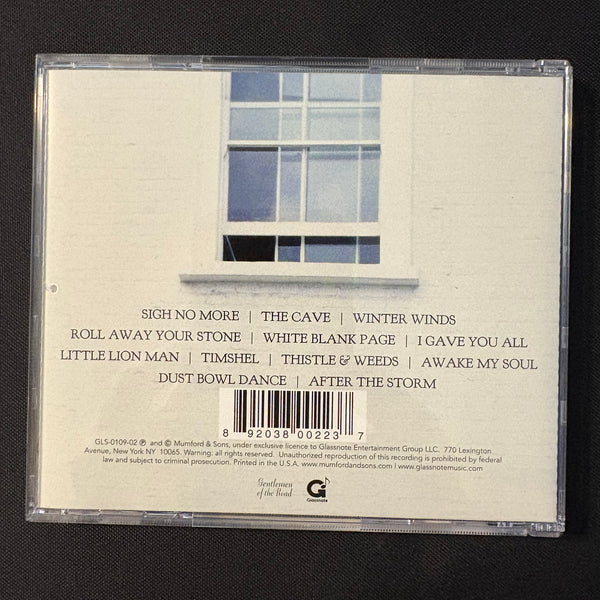 SIGH NO MORE | THE CAVE | WINTER WINDS
ROLL AWAY YOUR STONE | WHITE BLANK PAGE | I GAVE YOU ALL
LITTLE LION MAN | TIMSHEL | THISTLE & WEEDS | AWAKE MY SOUL
DUST BOWL DANCE | AFTER THE STORM
8 92038 00223 7
GLS-0109-02 ℗ and © Mumford & Sons, under exclusive licence to Glassnote Entertainment Group LLC. 770 Lexington
Avenue, New York NY 10065. Warning: all rights reserved. Unauthorized reproduction of this recording is prohibited by federal
law and subject to criminal prosecution. Printed in the U.S.A. www.mumfordandsons.com | www.glassnotemusic.com
Gentlemen
of the Road
G
Glassnote